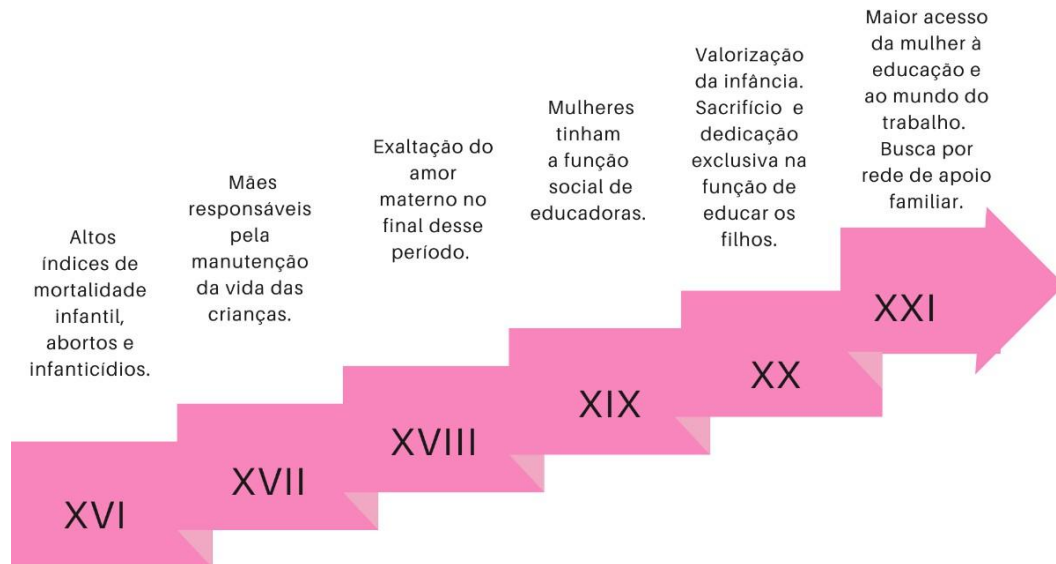 Altos
índices de
mortalidade
infantil,
abortos e
infanticídios.
XVI
Mães
responsáveis
pela
manutenção
da vida das
crianças.
XVII
Exaltação do
amor
materno no
final desse
período.
XVIII
Mulheres
tinham
a função
social de
educadoras.
XIX
Valorização
da infância.
Sacrifício e
dedicação
exclusiva na
função de
educar os
filhos.
XX
Maior acesso
da mulher à
educação e
ao mundo do
trabalho.
Busca por
rede de apoio
familiar.
XXI